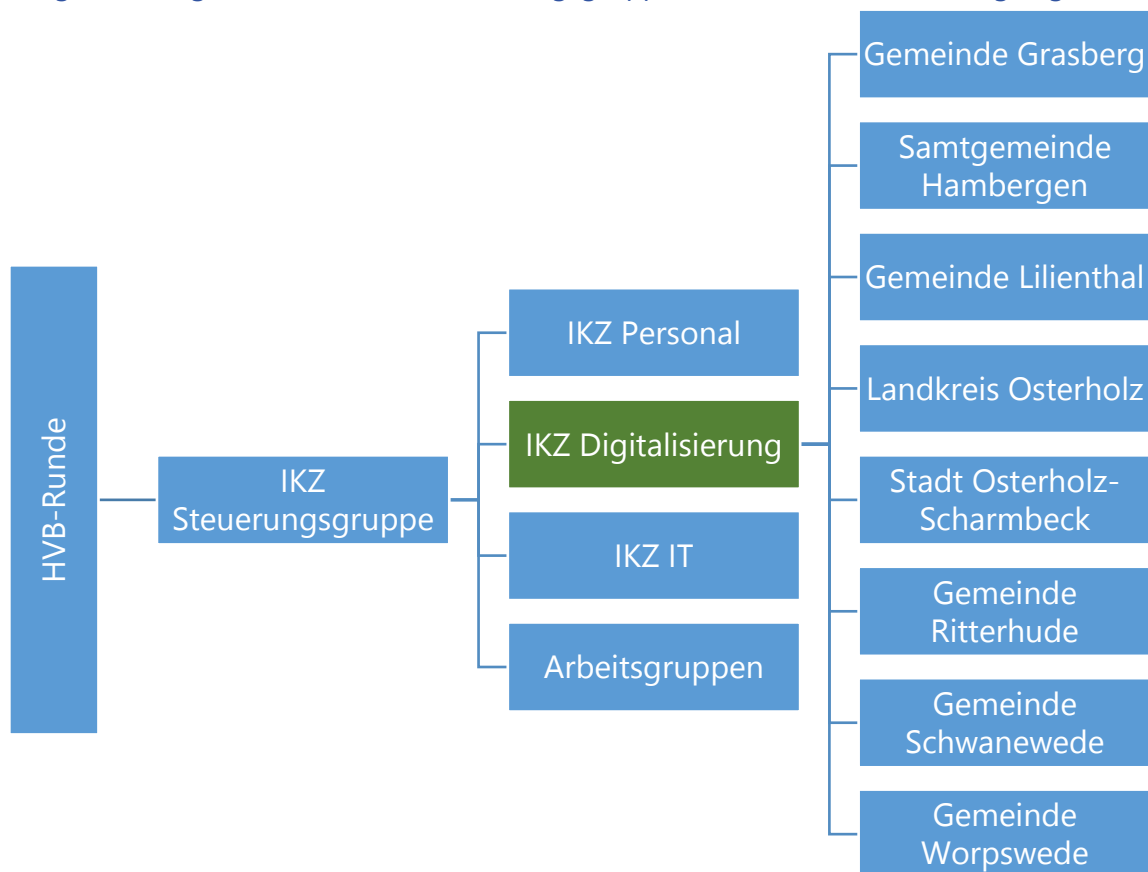 HVB-Runde
IKZ
Steuerungsgruppe
IKZ Personal
IKZ Digitalisierung
IKZ IT
Arbeitsgruppen
Gemeinde Grasberg
Samtgemeinde
Hambergen
Gemeinde Lilienthal
Landkreis Osterholz
Stadt Osterholz-
Scharmbeck
Gemeinde
Ritterhude
Gemeinde
Schwanewede
Gemeinde
Worpswede